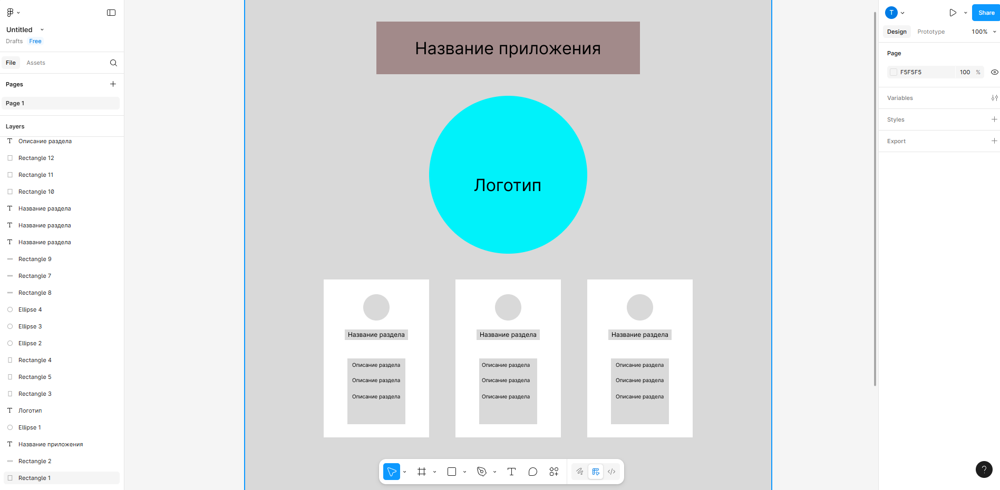 Untitled
Drafts Free
File Assets
Pages
Page 1
Layers
Описание раздела
Rectangle 12
Rectangle 11
Rectangle 10
Название раздела
Название раздела
Название раздела
Rectangle 9
Rectangle 7
Rectangle 8
Ellipse 4
Ellipse 3
Ellipse 2
Rectangle 4
Rectangle 5
Rectangle 3
Логотип
Ellipse 1
Название приложения
Rectangle 2
Rectangle 1
Название приложения
Логотип
Название раздела
Описание раздела
Описание раздела
Описание раздела
Название раздела
Описание раздела
Описание раздела
Описание раздела
Название раздела
Описание раздела
Описание раздела
Описание раздела
T Share
Design Prototype 100%
Page
F5F5F5 100 %
Variables
Styles
Export
?